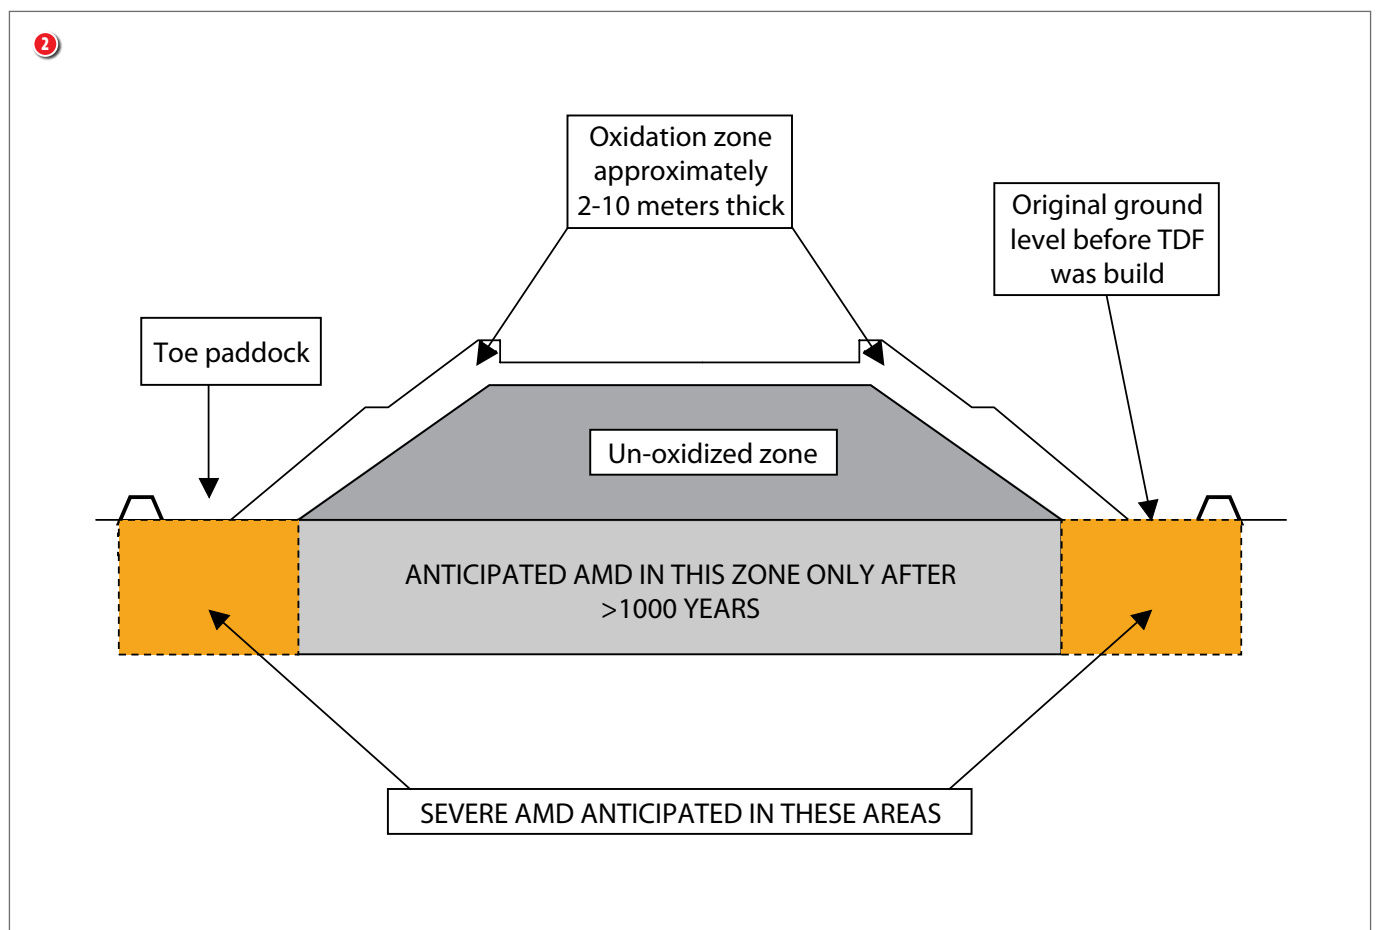 2
Oxidation zone
approximately
2-10 meters thick
Original ground
level before TDF
was build
Toe paddock
Un-oxidized zone
ANTICIPATED AMD IN THIS ZONE ONLY AFTER
>1000 YEARS
SEVERE AMD ANTICIPATED IN THESE AREAS